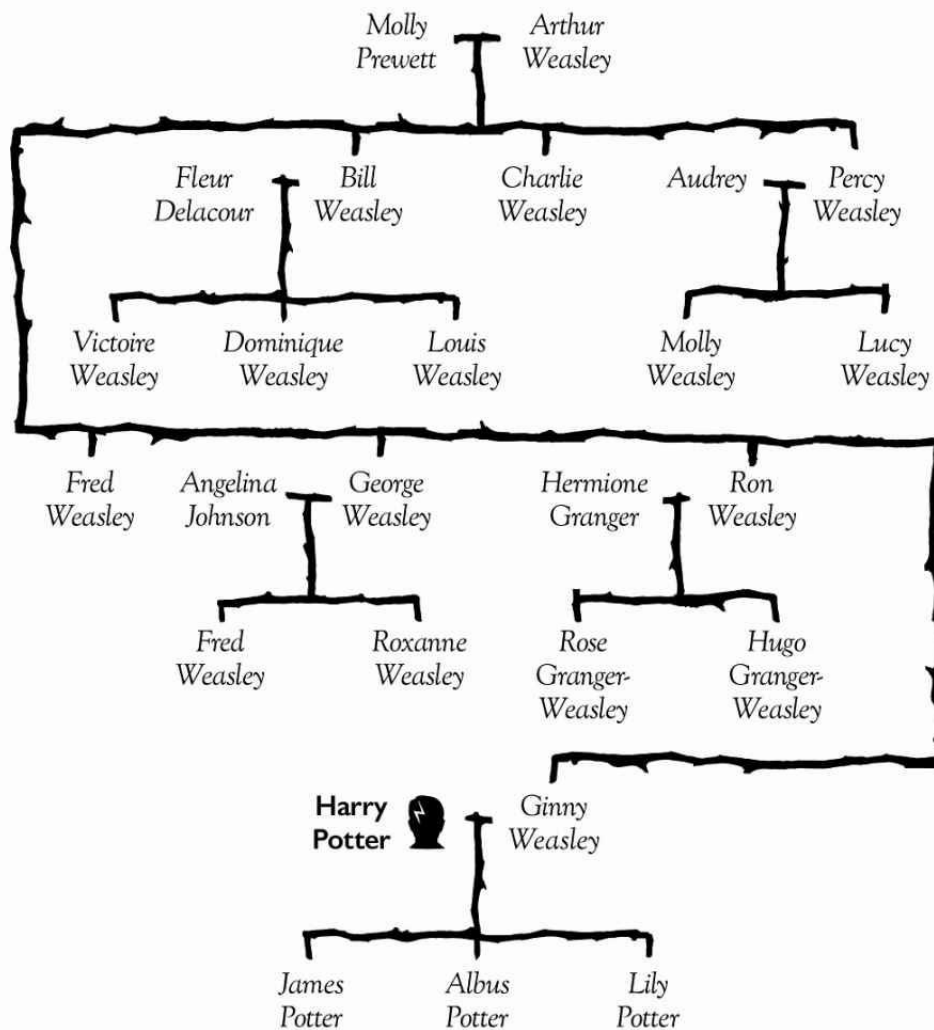 Molly Prewett
Arthur Weasley
Fleur Delacour
Bill Weasley
Charlie Weasley
Audrey
Percy Weasley
Victoire Weasley
Dominique Weasley
Louis Weasley
Molly Weasley
Lucy Weasley
Fred Weasley
Angelina Johnson
George Weasley
Hermione Granger
Ron Weasley
Fred Weasley
Roxanne Weasley
Rose Granger-Weasley
Hugo Granger-Weasley
Harry Potter
Ginny Weasley
James Potter
Albus Potter
Lily Potter